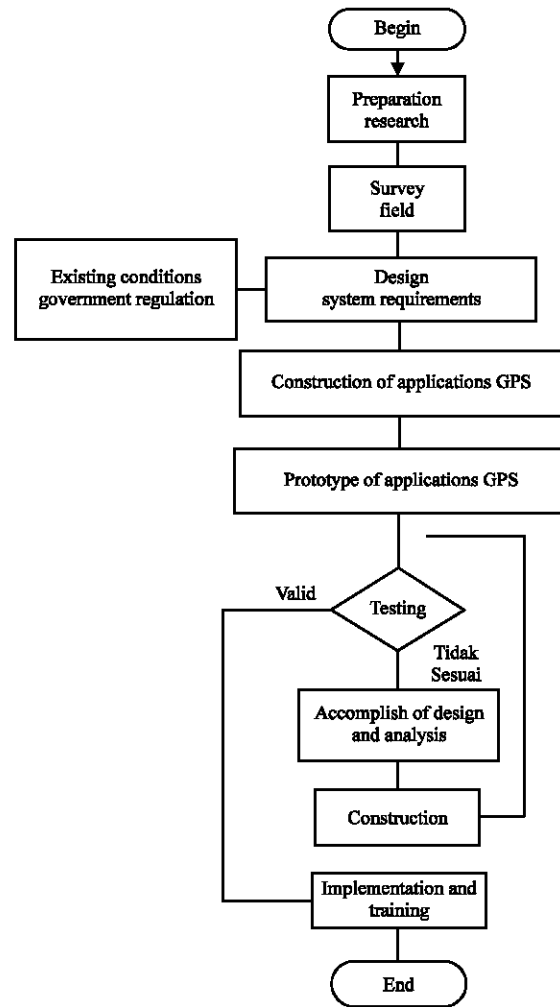 Begin
Preparation
research
Survey
field
Existing conditions
government regulation
Design
system requirements
Construction of applications GPS
Prototype of applications GPS
Valid
Testing
Tidak
Sesuai
Accomplish of design
and analysis
Construction
Implementation and
training
End